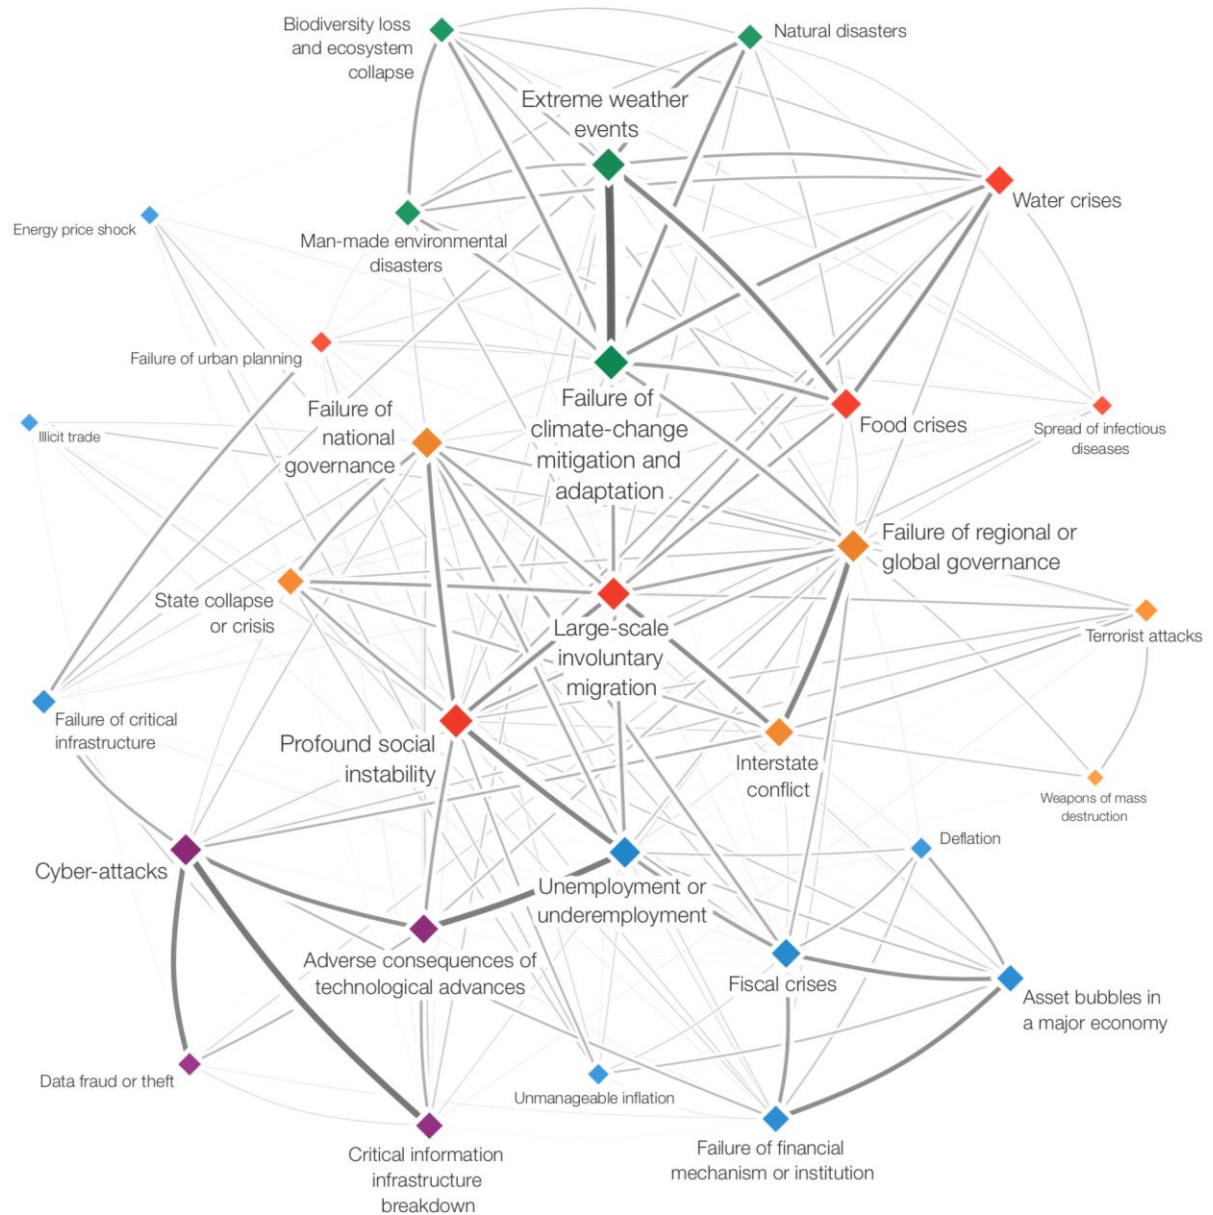 Biodiversity loss
and ecosystem
collapse
Natural disasters
Extreme weather
events
Water crises
Energy price shock
Man-made environmental
disasters
Failure of urban planning
Failure of
national
governance
Failure of
climate-change
mitigation and
adaptation
Food crises
Spread of infectious
diseases
Illicit trade
Failure of regional or
global governance
State collapse
or crisis
Large-scale
involuntary
migration
Terrorist attacks
Failure of critical
infrastructure
Profound social
instability
Interstate
conflict
Weapons of mass
destruction
Deflation
Cyber-attacks
Unemployment or
underemployment
Adverse consequences of
technological advances
Fiscal crises
Asset bubbles in
a major economy
Data fraud or theft
Unmanageable inflation
Critical information
infrastructure
breakdown
Failure of financial
mechanism or institution